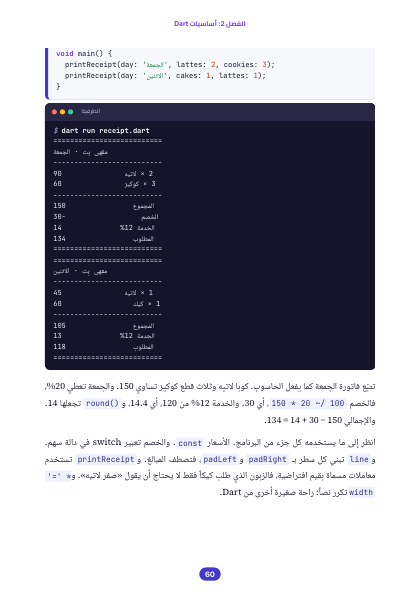 الفصل 2: أساسيات Dart
void main() {
printReceipt(day: 'الجمعة', lattes: 2, cookies: 3);
printReceipt(day: 'الاثنين', cakes: 1, lattes: 1);
}
الطرفية
$ dart run receipt.dart
==========================
مقهى بِت · الجمعة
--------------------------
2 × لاتيه 90
3 × كوكيز 60
--------------------------
المجموع 150
الخصم -30
الخدمة 12% 14
المطلوب 134
==========================
==========================
مقهى بِت · الاثنين
--------------------------
1 × لاتيه 45
1 × كيك 60
--------------------------
المجموع 105
الخدمة 12% 13
المطلوب 118
==========================
تتبّع فاتورة الجمعة كما يفعل الحاسوب. كوبا لاتيه وثلاث قطع كوكيز تساوي 150. والجمعة تعطي 20%،
فالخصم 150 * 20 ~/ 100، أي 30. والخدمة 12% من 120، أي 14.4، و round() تجعلها 14.
والإجمالي 150 − 30 + 14 = 134.
انظر إلى ما يستخدمه كل جزء من البرنامج. الأسعار const. والخصم تعبير switch في دالة سهم.
و line تبني كل سطر بـ padRight و padLeft، فتصطف المبالغ. و printReceipt تستخدم
معاملات مسماة بقيم افتراضية، فالزبون الذي طلب كيكاً فقط لا يحتاج أن يقول «صفر لاتيه». و '=' *
width تكرر نصاً: راحة صغيرة أخرى من Dart.
60